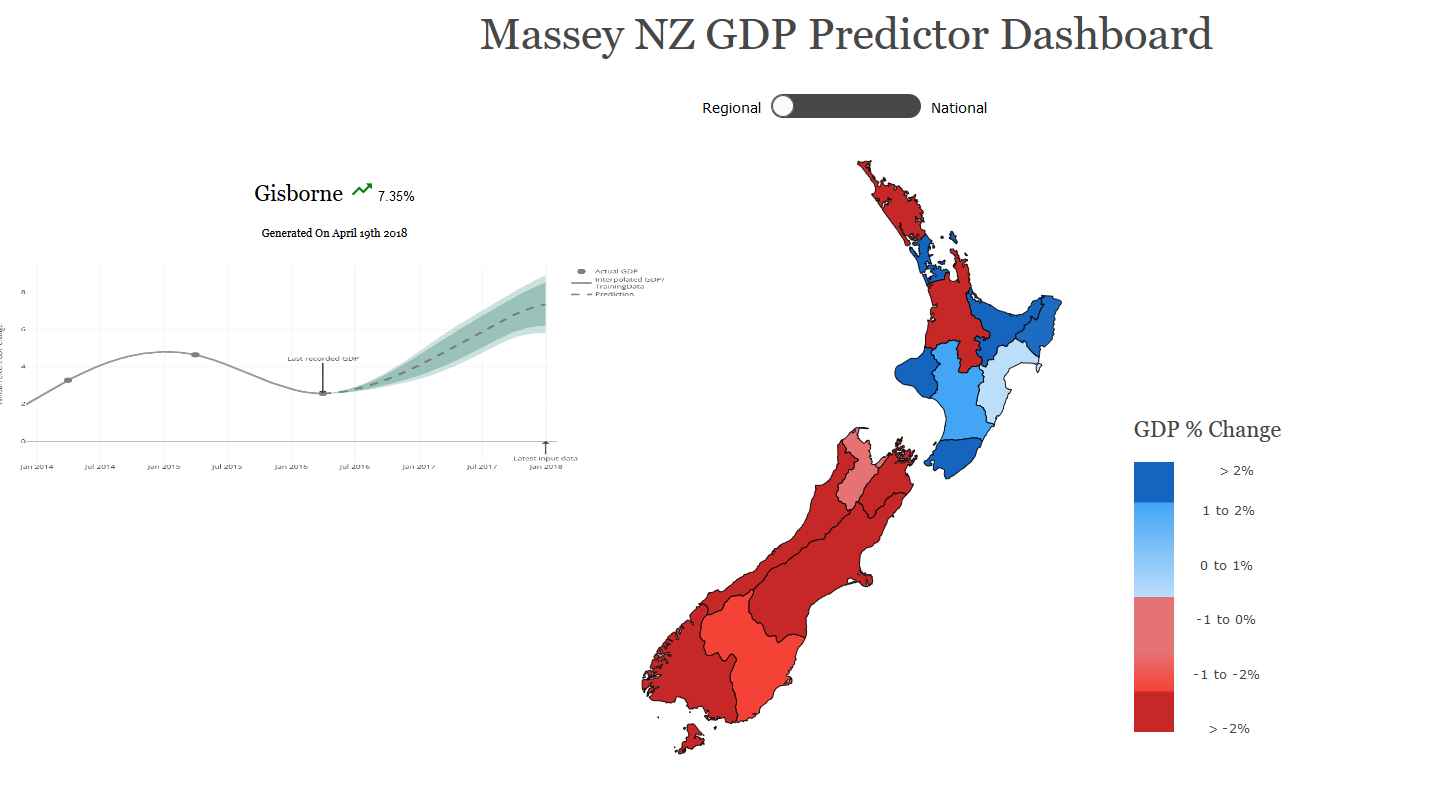 Massey NZ GDP Predictor Dashboard
Regional
National
Gisborne 7.35%
Generated On April 19th 2018
Actual GDP
Interpolated GDP/
TrainingData
Prediction
8
6
4
2
0
Last recorded GDP
Latest input data
Jan 2014
Jul 2014
Jan 2015
Jul 2015
Jan 2016
Jul 2016
Jan 2017
Jul 2017
Jan 2018
GDP % Change
> 2%
1 to 2%
0 to 1%
-1 to 0%
-1 to -2%
> -2%